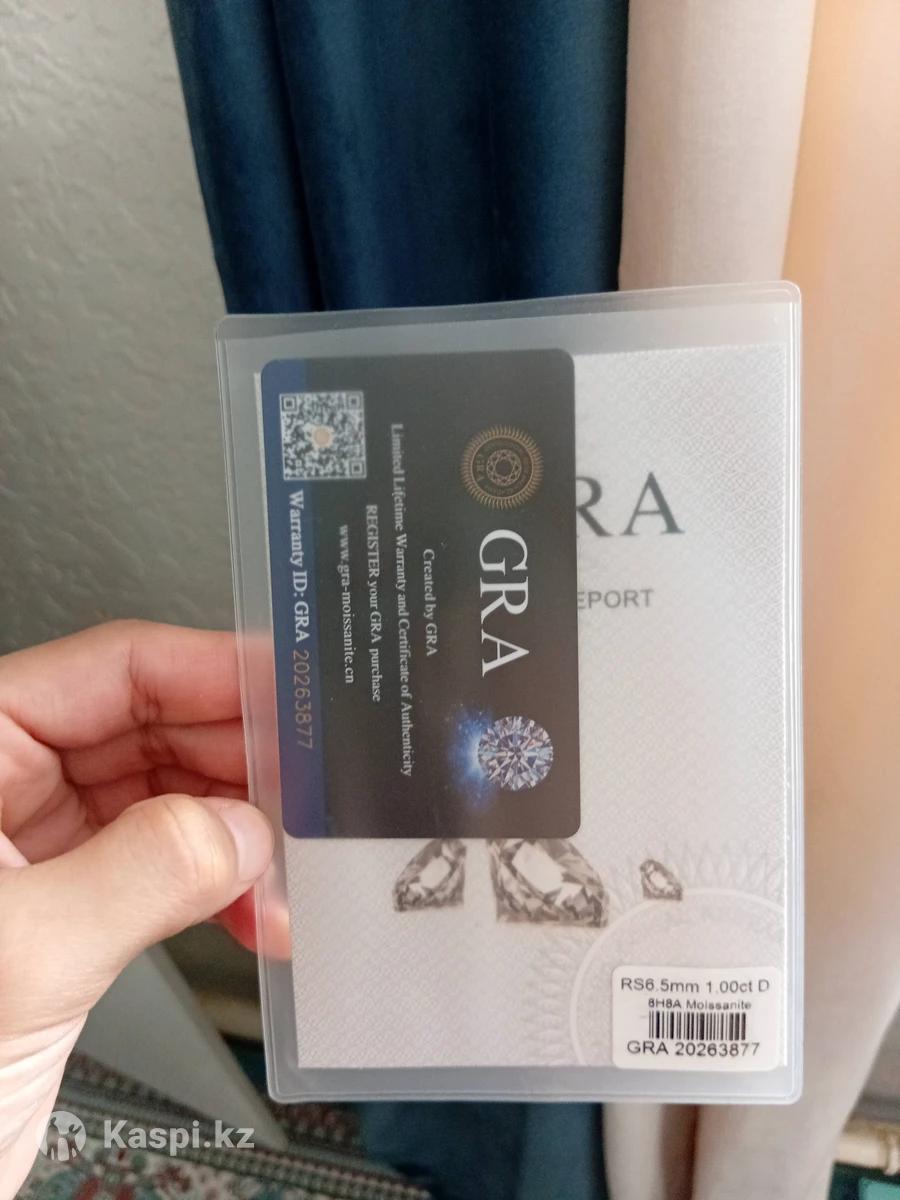 GRA
Created by GRA
Limited Lifetime Warranty and Certificate of Authenticity
REGISTER your GRA purchase
www.gra-moissanite.cn
Warranty ID: GRA 20263877
RA
EPORT
RS6.5mm 1.00ct D
8H8A Moissanite
GRA 20263877
Kaspi.kz